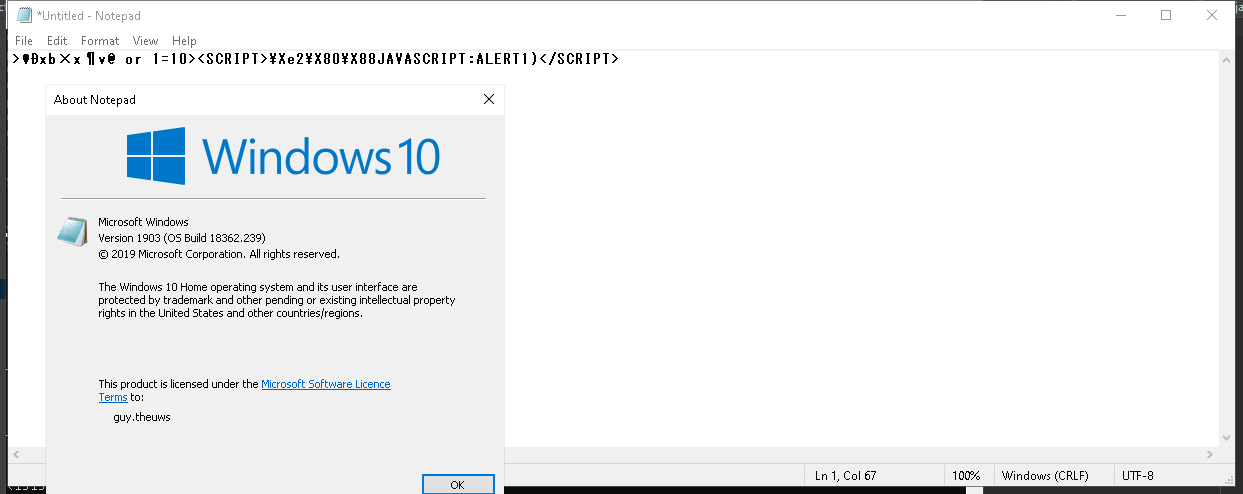 *Untitled - Notepad
File Edit Format View Help
or 1=10><SCRIPT>¥Xe2¥X80¥X88JAVASCRIPT:ALERT1)</SCRIPT>
About Notepad
Windows 10
Microsoft Windows
Version 1903 (OS Build 18362.239)
© 2019 Microsoft Corporation. All rights reserved.
The Windows 10 Home operating system and its user interface are
protected by trademark and other pending or existing intellectual property
rights in the United States and other countries/regions.
This product is licensed under the Microsoft Software Licence
Terms to:
guy.theuws
OK
Ln 1, Col 67 100% Windows (CRLF) UTF-8